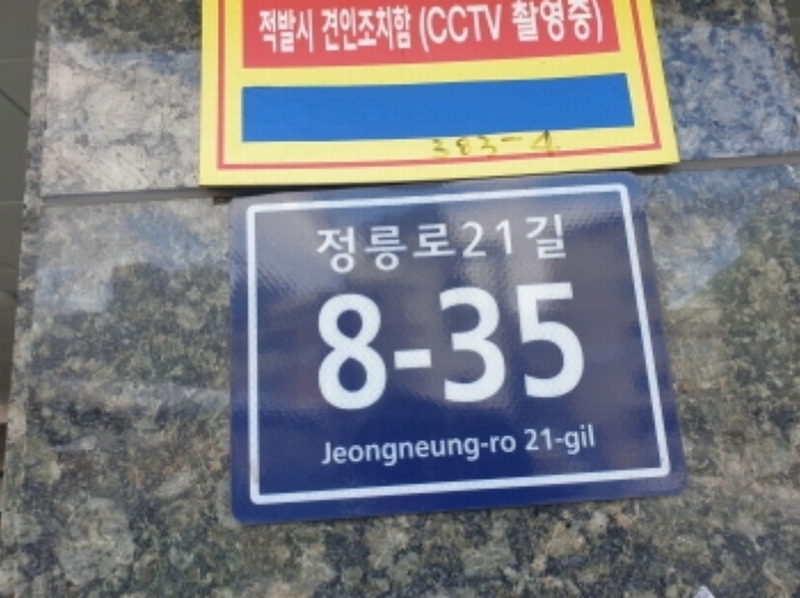 적발시 견인조치함 (CCTV 촬영중)
383-4
정릉로21길
8-35
Jeongneung-ro 21-gil